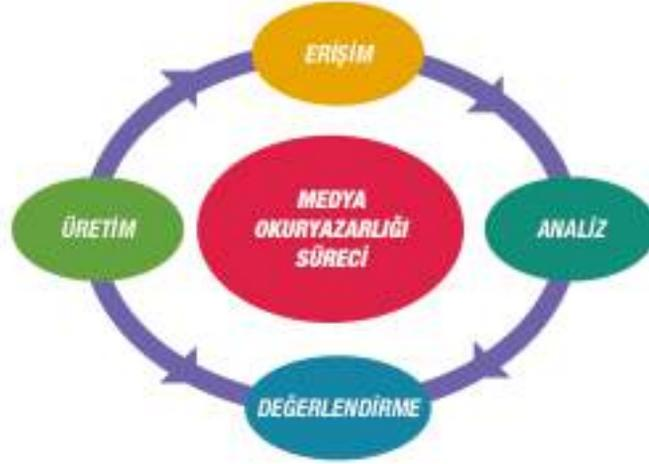 ERİŞİM
MEDYA
OKURYAZARLIĞI
SÜRECİ
ÜRETİM
ANALİZ
DEĞERLENDİRME